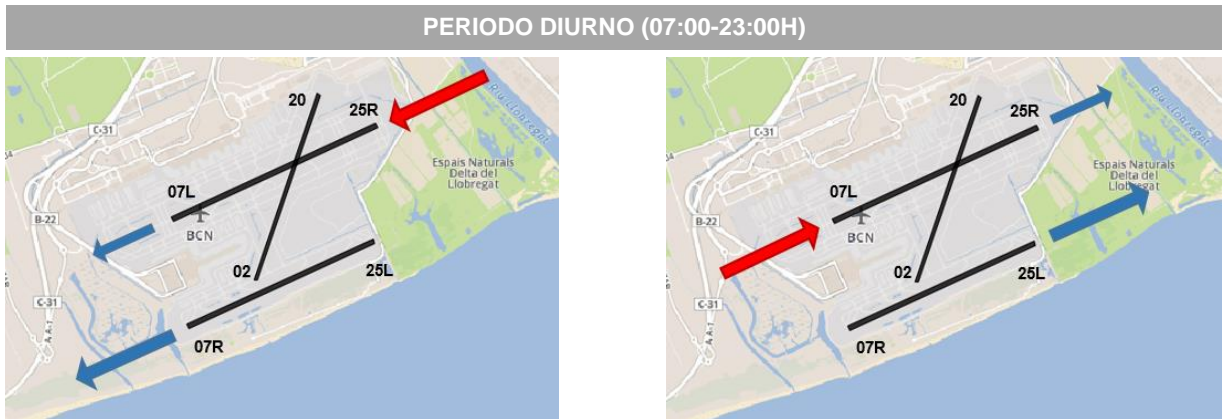 PERIODO DIURNO (07:00-23:00H)
20
25R
C-31
Riu Llobregat
Espais Naturals
Delta del
Llobregat
07L
B-22
BCN
02
25L
C-31
07R
20
25R
C-31
Riu Llobregat
Espais Naturals
Delta del
Llobregat
07L
B-22
BCN
02
25L
C-31
07R